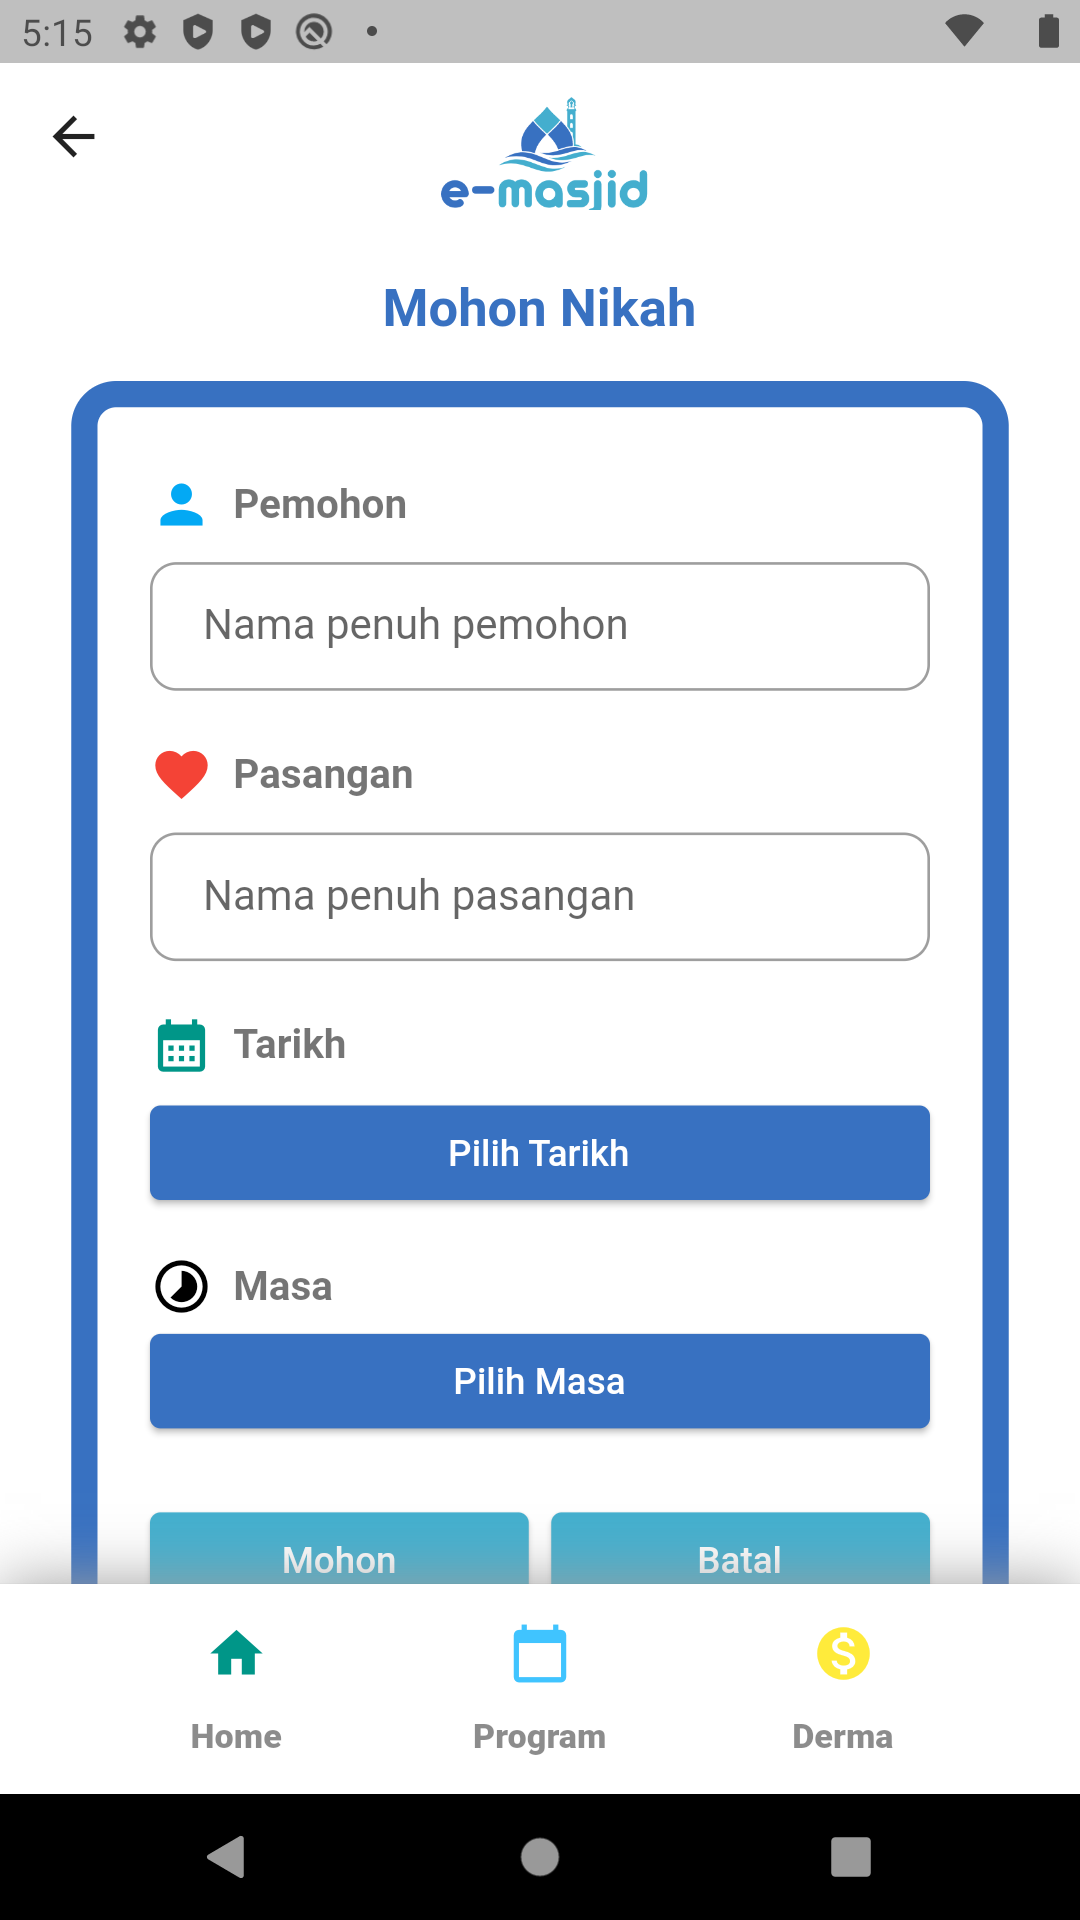 5:15
e-masjid
Mohon Nikah
Pemohon
Nama penuh pemohon
Pasangan
Nama penuh pasangan
Tarikh
Pilih Tarikh
Masa
Pilih Masa
Mohon Batal
Home Program Derma